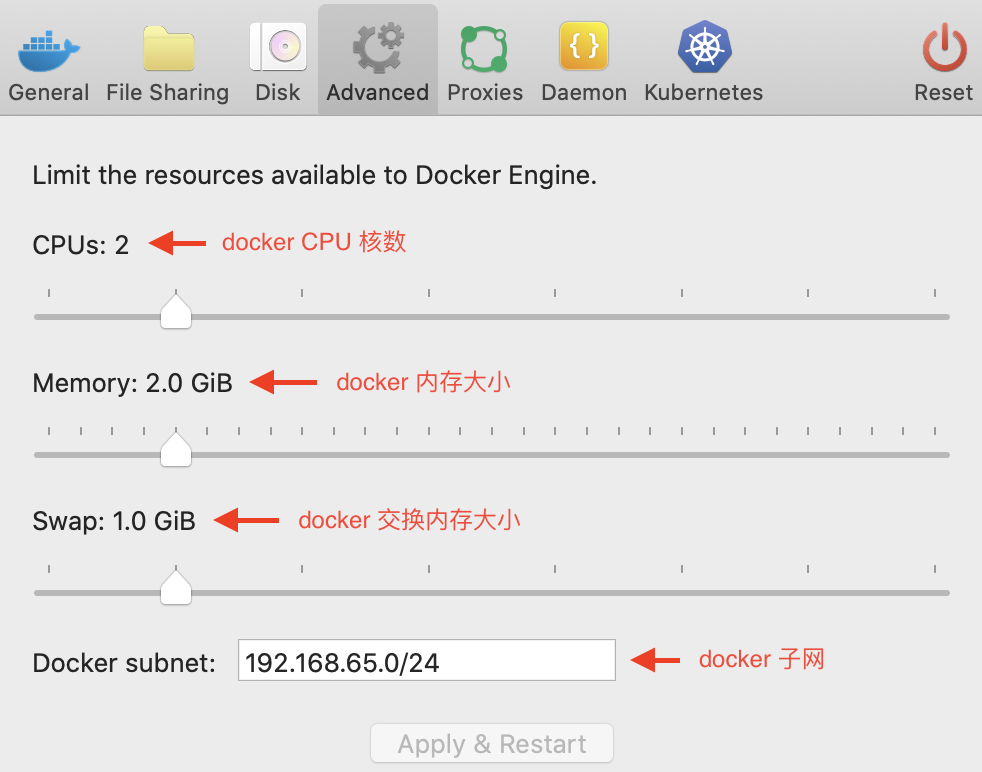 General File Sharing Disk Advanced Proxies Daemon Kubernetes Reset
Limit the resources available to Docker Engine.
CPUs: 2 docker CPU 核数
Memory: 2.0 GiB docker 内存大小
Swap: 1.0 GiB docker 交换内存大小
Docker subnet: 192.168.65.0/24 docker 子网
Apply & Restart